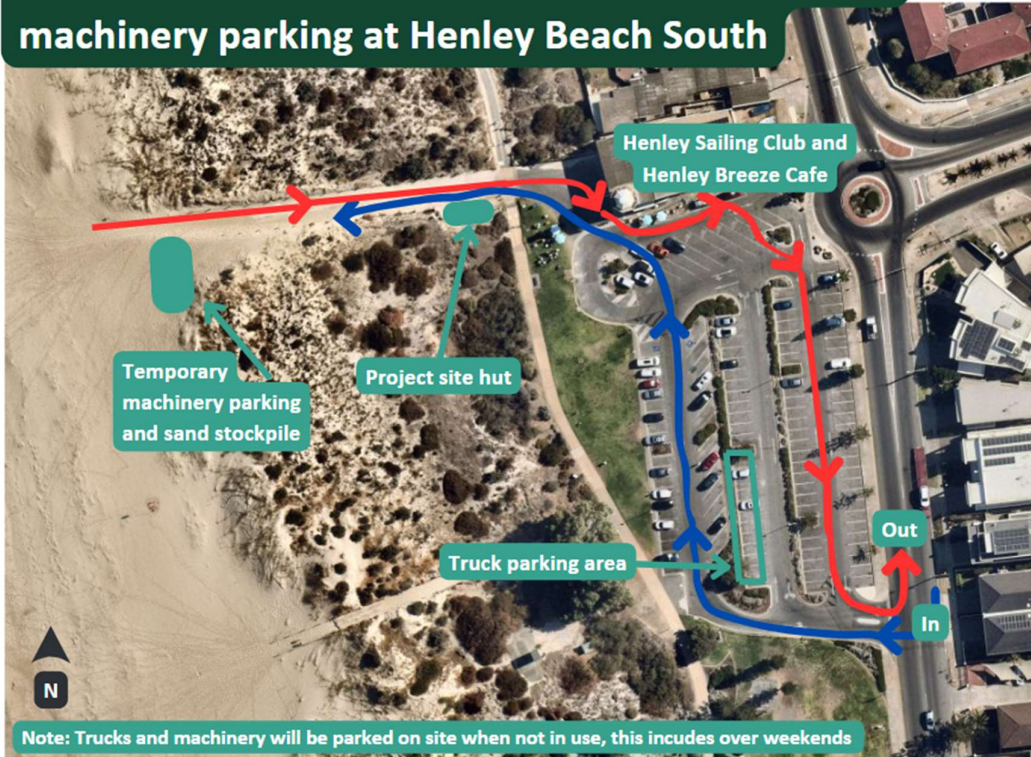 machinery parking at Henley Beach South
Henley Sailing Club and
Henley Breeze Cafe
Temporary
machinery parking
and sand stockpile
Project site hut
Truck parking area
Out
In
N
Note: Trucks and machinery will be parked on site when not in use, this incudes over weekends